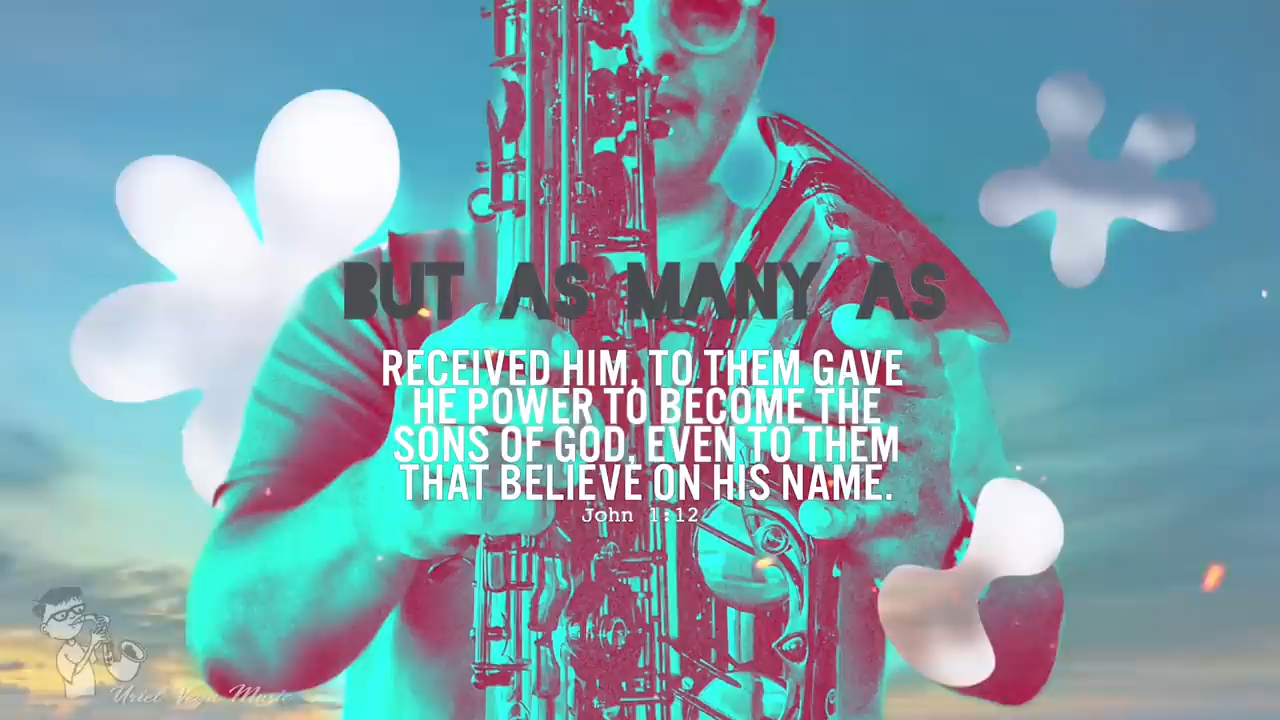 BUT AS MANY AS
RECEIVED HIM, TO THEM GAVE
HE POWER TO BECOME THE
SONS OF GOD, EVEN TO THEM
THAT BELIEVE ON HIS NAME.
John 1:12
Uriel Vega Music